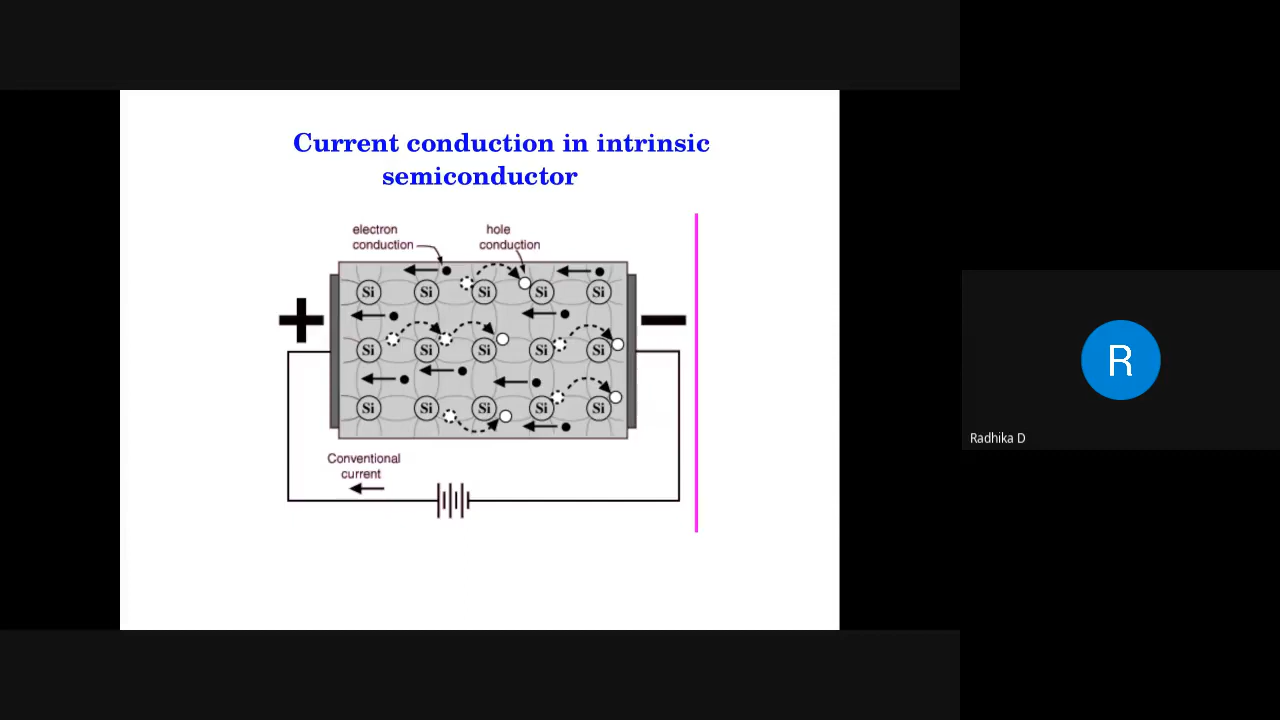 Current conduction in intrinsic
semiconductor
electron
conduction
hole
conduction
Si Si Si Si Si
+ −
Si Si Si Si Si
Si Si Si Si Si
Conventional
current
R
Radhika D